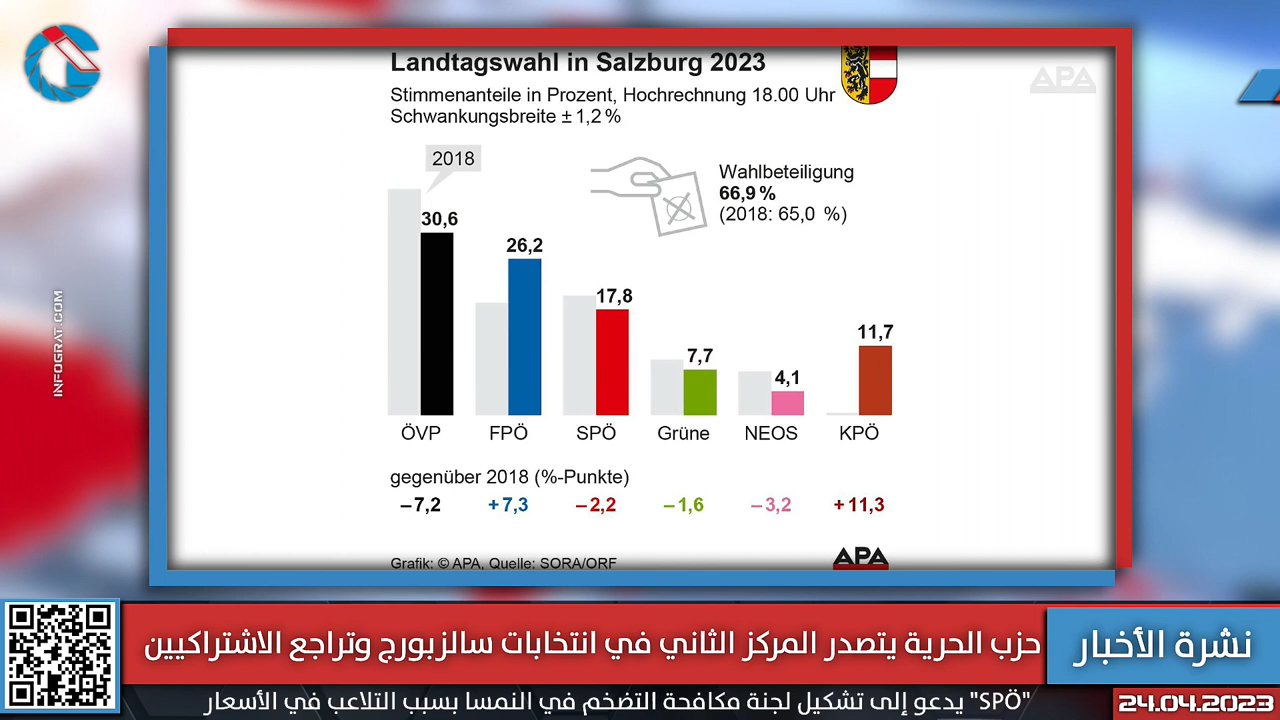 Landtagswahl in Salzburg 2023
Stimmenanteile in Prozent, Hochrechnung 18.00 Uhr
Schwankungsbreite ± 1,2 %
APA
2018
Wahlbeteiligung
66,9 %
(2018: 65,0 %)
30,6
26,2
17,8
7,7
4,1
11,7
ÖVP FPÖ SPÖ Grüne NEOS KPÖ
gegenüber 2018 (%-Punkte)
–7,2 +7,3 –2,2 –1,6 –3,2 +11,3
Grafik: © APA, Quelle: SORA/ORF
APA
INFOGRAT.COM
نشرة الأخبار
حزب الحرية يتصدر المركز الثاني في انتخابات سالزبورج وتراجع الاشتراكيين
"SPÖ" يدعو إلى تشكيل لجنة مكافحة التضخم في النمسا بسبب التلاعب في الأسعار
24.04.2023